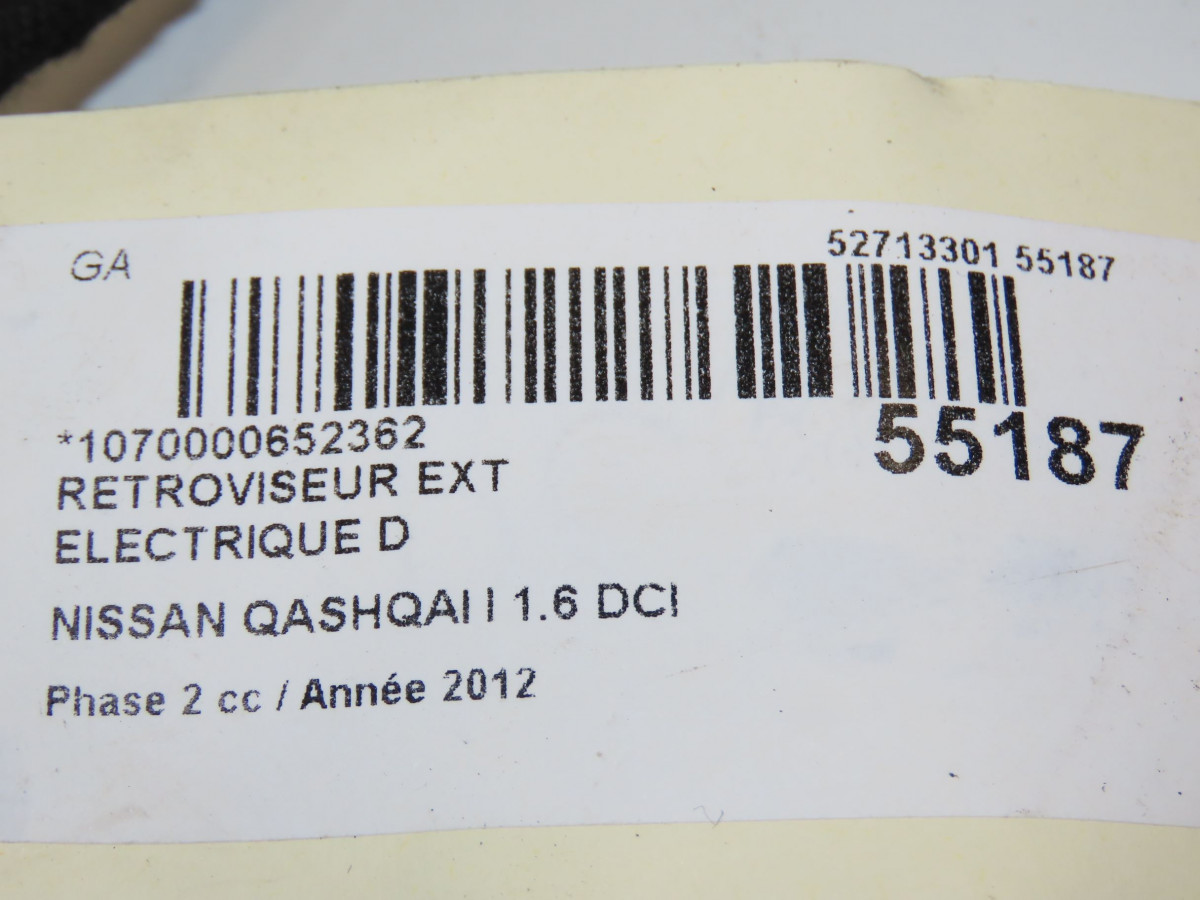 GA
52713301 55187
*1070000652362
55187
RETROVISEUR EXT
ELECTRIQUE D
NISSAN QASHQAI I 1.6 DCI
Phase 2 cc / Année 2012